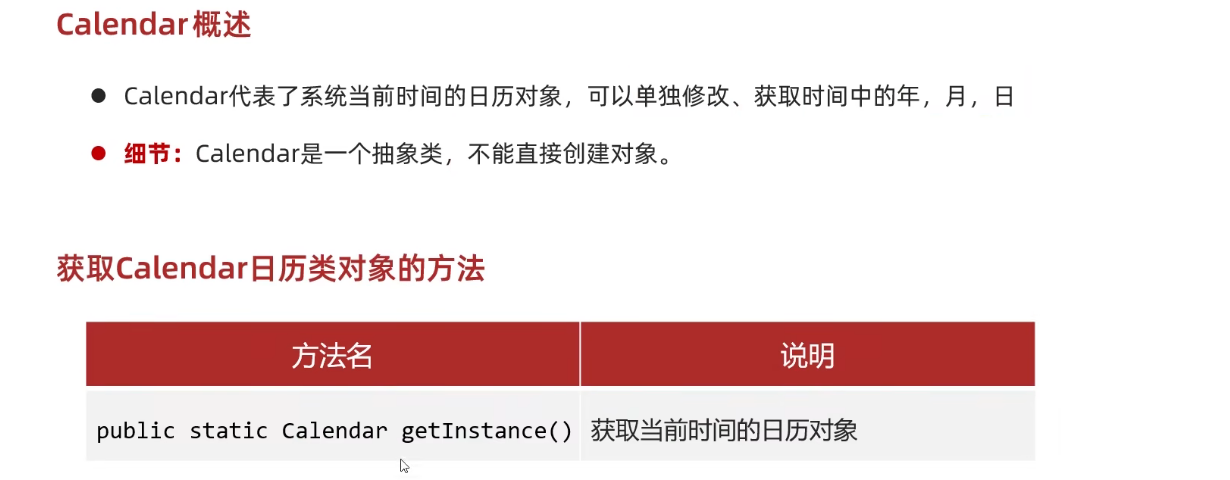 Calendar概述
Calendar代表了系统当前时间的日历对象，可以单独修改、获取时间中的年，月，日
细节：Calendar是一个抽象类，不能直接创建对象。
获取Calendar日历类对象的方法
方法名 说明
public static Calendar getInstance() 获取当前时间的日历对象